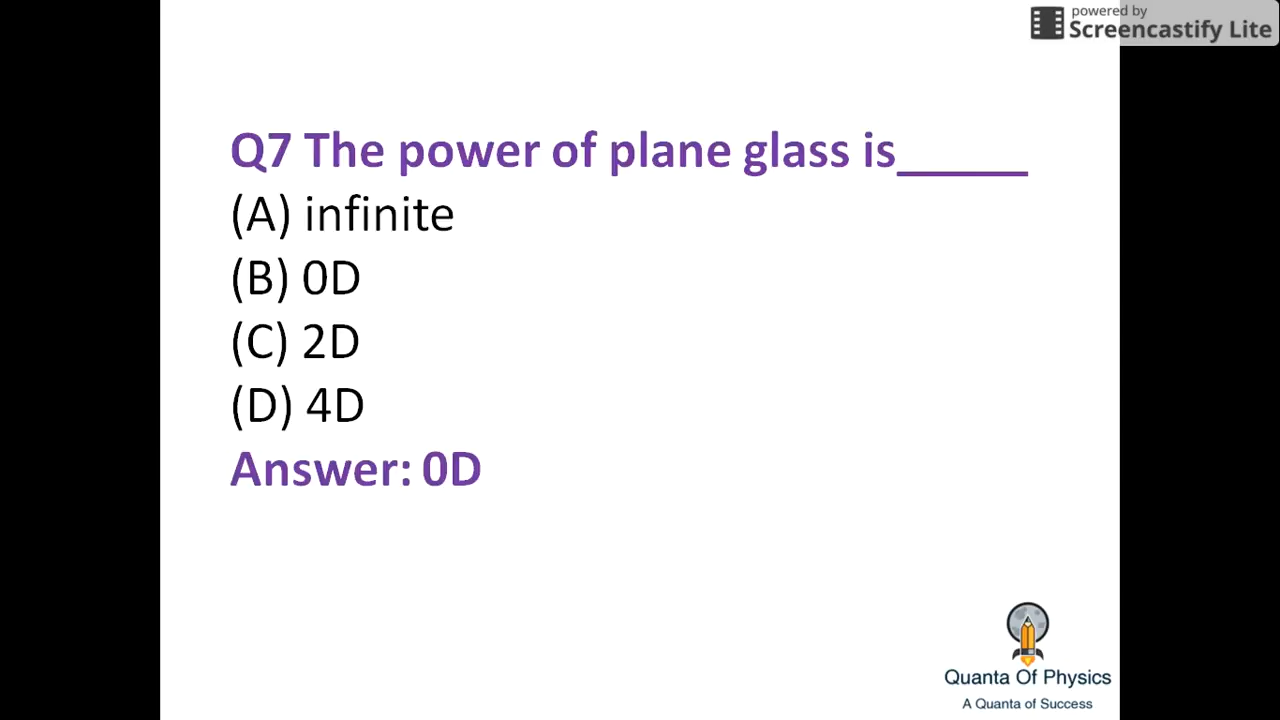 powered by
Screencastify Lite
Q7 The power of plane glass is_____
(A) infinite
(B) 0D
(C) 2D
(D) 4D
Answer: 0D
Quanta Of Physics
A Quanta of Success